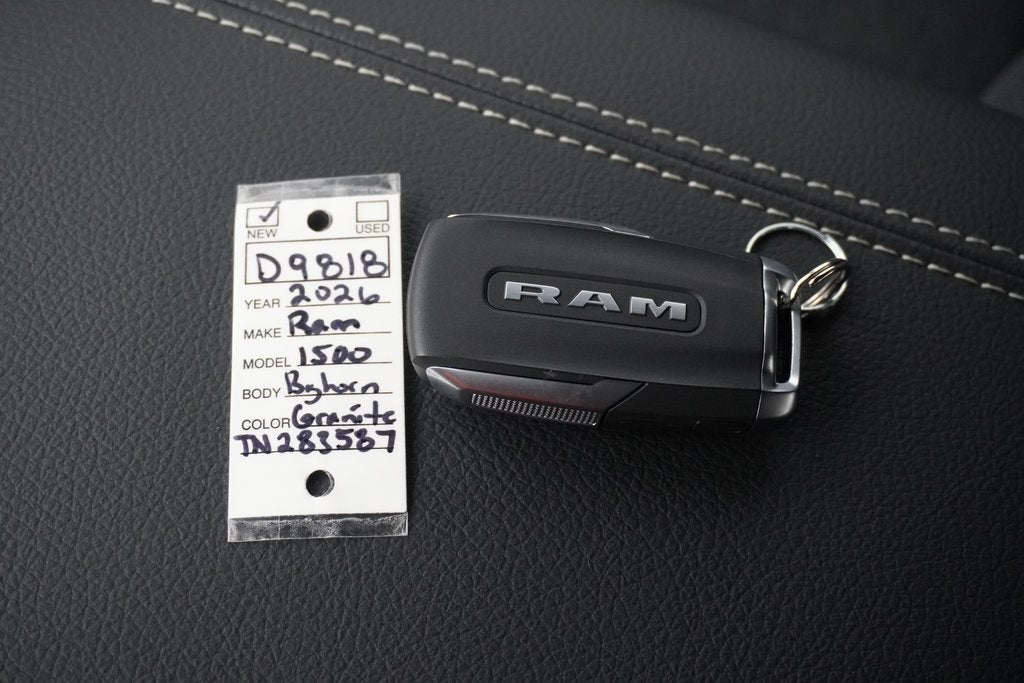 NEW USED
D9818
YEAR 2026
MAKE Ram
MODEL 1500
BODY Bighorn
COLOR Granite
TN283587
RAM